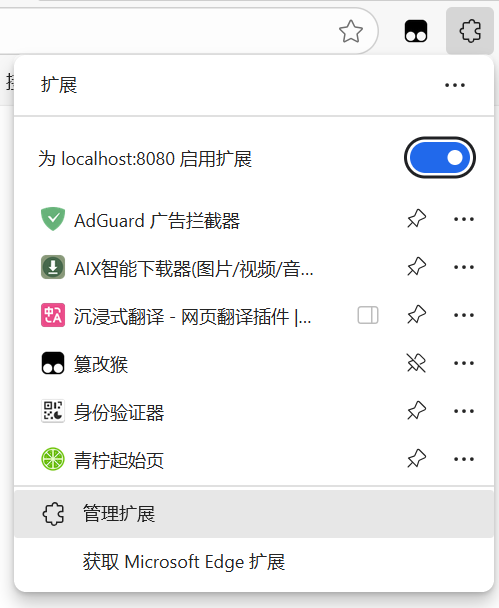 扩展
为 localhost:8080 启用扩展
AdGuard 广告拦截器
AIX智能下载器(图片/视频/音...
沉浸式翻译 - 网页翻译插件 |...
篡改猴
身份验证器
青柠起始页
管理扩展
获取 Microsoft Edge 扩展